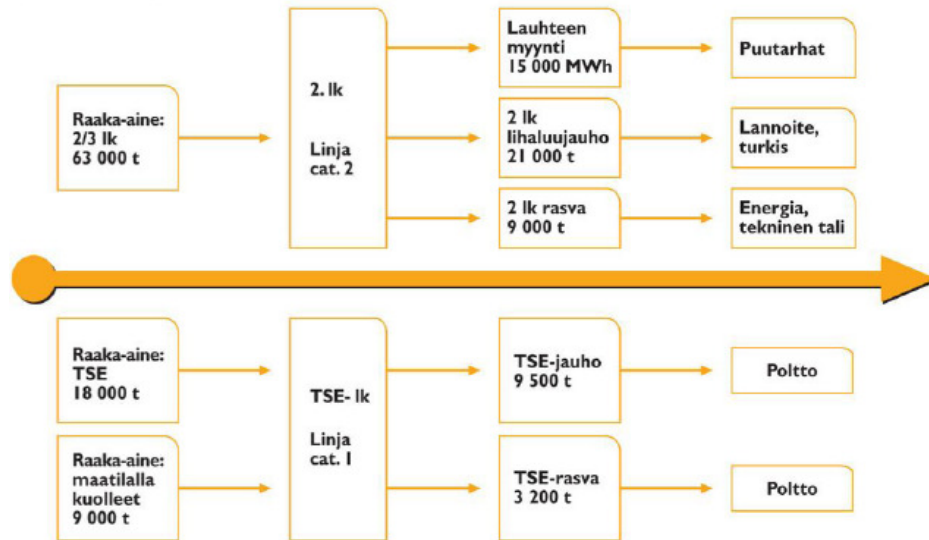 Raaka-aine:
2/3 lk
63 000 t
2. lk
Linja
cat. 2
Lauhteen
myynti
15 000 MWh
Puutarhat
2 lk
lihaluujauho
21 000 t
Lannoite,
turkis
2 lk rasva
9 000 t
Energia,
tekninen tali
Raaka-aine:
TSE
18 000 t
Raaka-aine:
maatilalla
kuolleet
9 000 t
TSE- lk
Linja
cat. 1
TSE-jauho
9 500 t
Poltto
TSE-rasva
3 200 t
Poltto